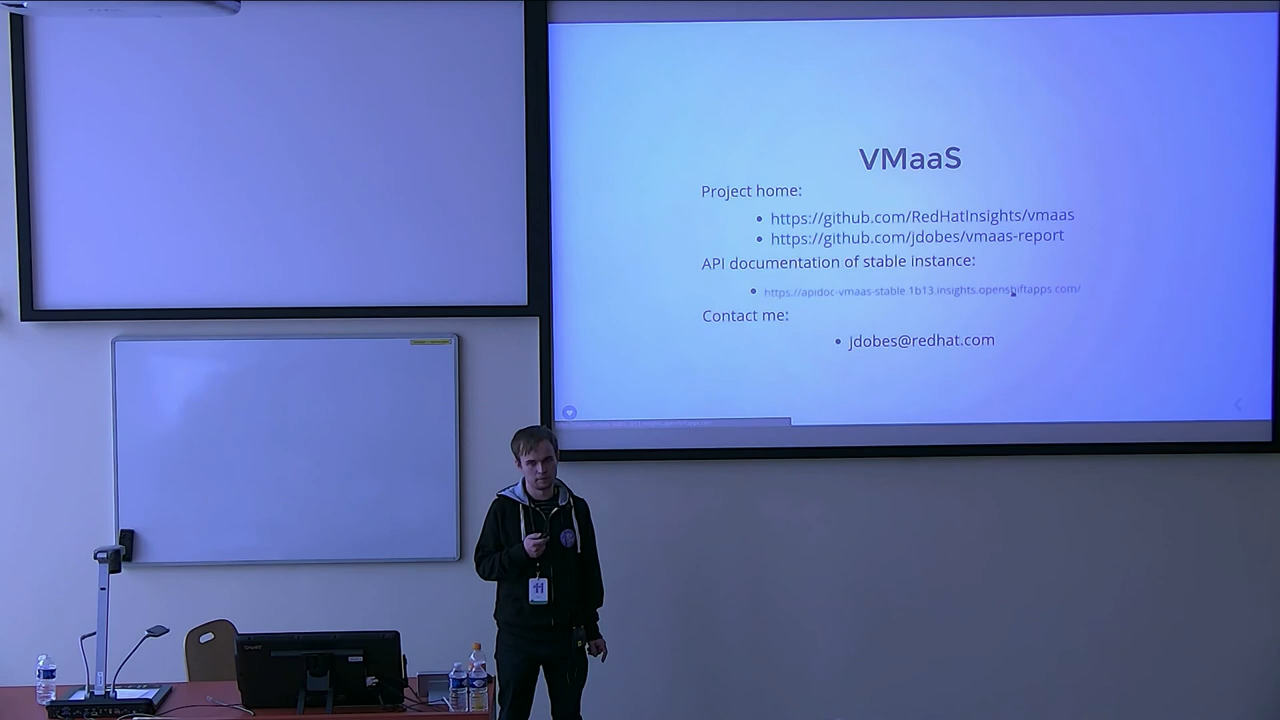 VMaaS
Project home:
• https://github.com/RedHatInsights/vmaas
• https://github.com/jdobes/vmaas-report
API documentation of stable instance:
• https://apidoc-vmaas-stable.1b13.insights.openshiftapps.com/
Contact me:
• jdobes@redhat.com